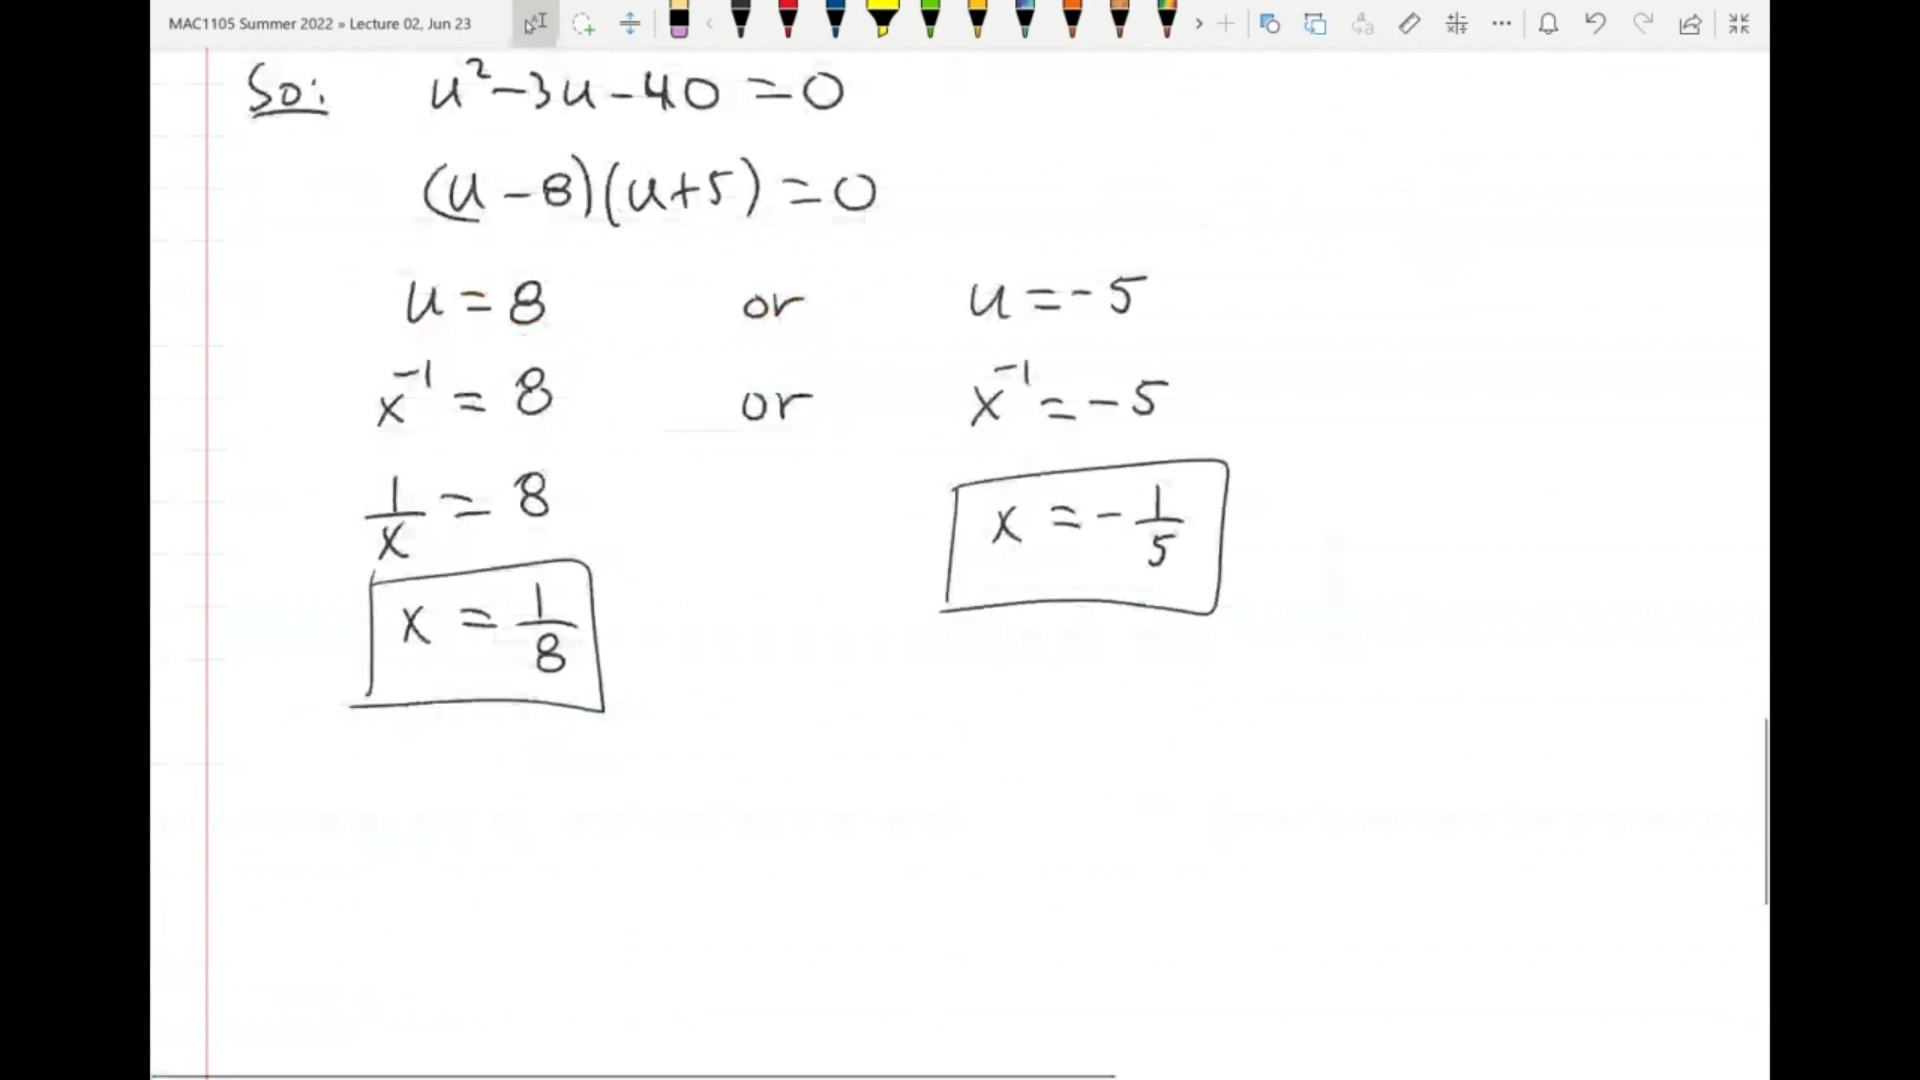 MAC1105 Summer 2022 » Lecture 02, Jun 23
So: u²-3u-40=0
(u-8)(u+5)=0
u=8 or u=-5
x⁻¹=8 or x⁻¹=-5
1/x=8
x=-1/5
x=1/8